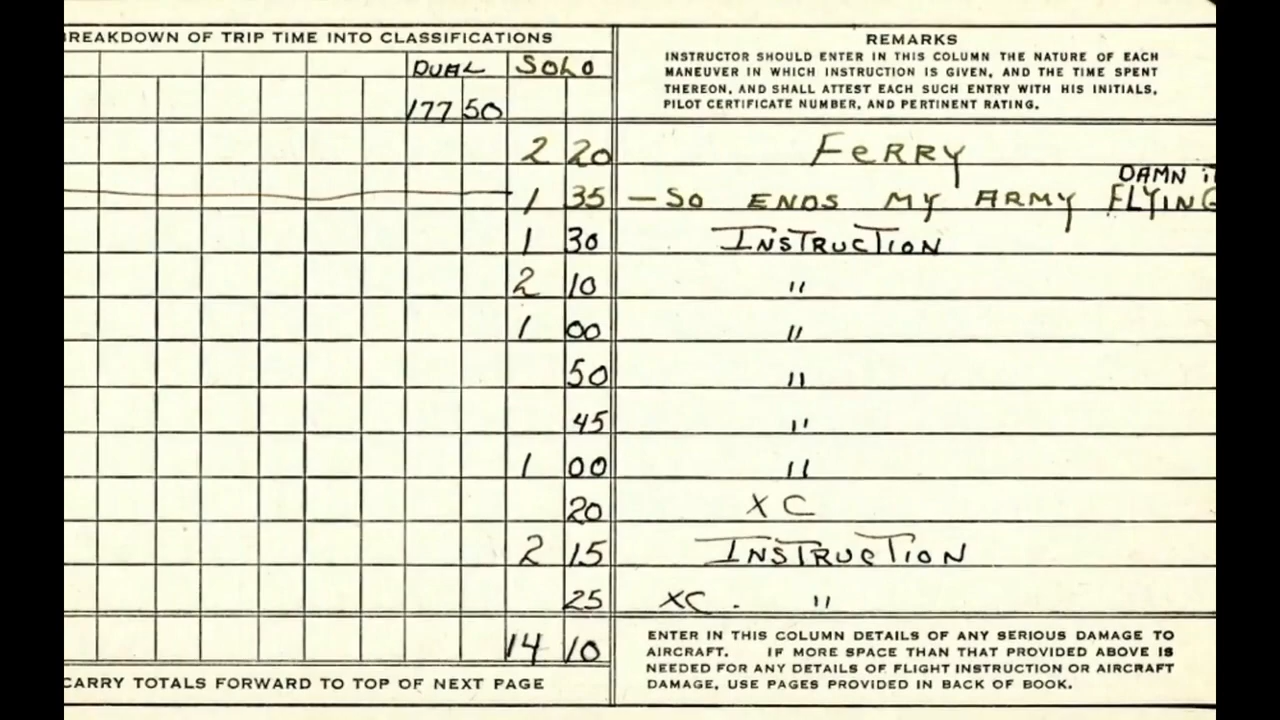 BREAKDOWN OF TRIP TIME INTO CLASSIFICATIONS
DUAL SOLO
177 50
REMARKS
INSTRUCTOR SHOULD ENTER IN THIS COLUMN THE NATURE OF EACH
MANEUVER IN WHICH INSTRUCTION IS GIVEN, AND THE TIME SPENT
THEREON, AND SHALL ATTEST EACH SUCH ENTRY WITH HIS INITIALS,
PILOT CERTIFICATE NUMBER, AND PERTINENT RATING.
2 20 FERRY
DAMN IT
1 35 — SO ENDS MY ARMY FLYING
1 30 INSTRUCTION
2 10 "
1 00 "
50 "
45 "
1 00 "
20 XC
2 15 INSTRUCTION
25 XC. "
14 10
CARRY TOTALS FORWARD TO TOP OF NEXT PAGE
ENTER IN THIS COLUMN DETAILS OF ANY SERIOUS DAMAGE TO
AIRCRAFT. IF MORE SPACE THAN THAT PROVIDED ABOVE IS
NEEDED FOR ANY DETAILS OF FLIGHT INSTRUCTION OR AIRCRAFT
DAMAGE, USE PAGES PROVIDED IN BACK OF BOOK.